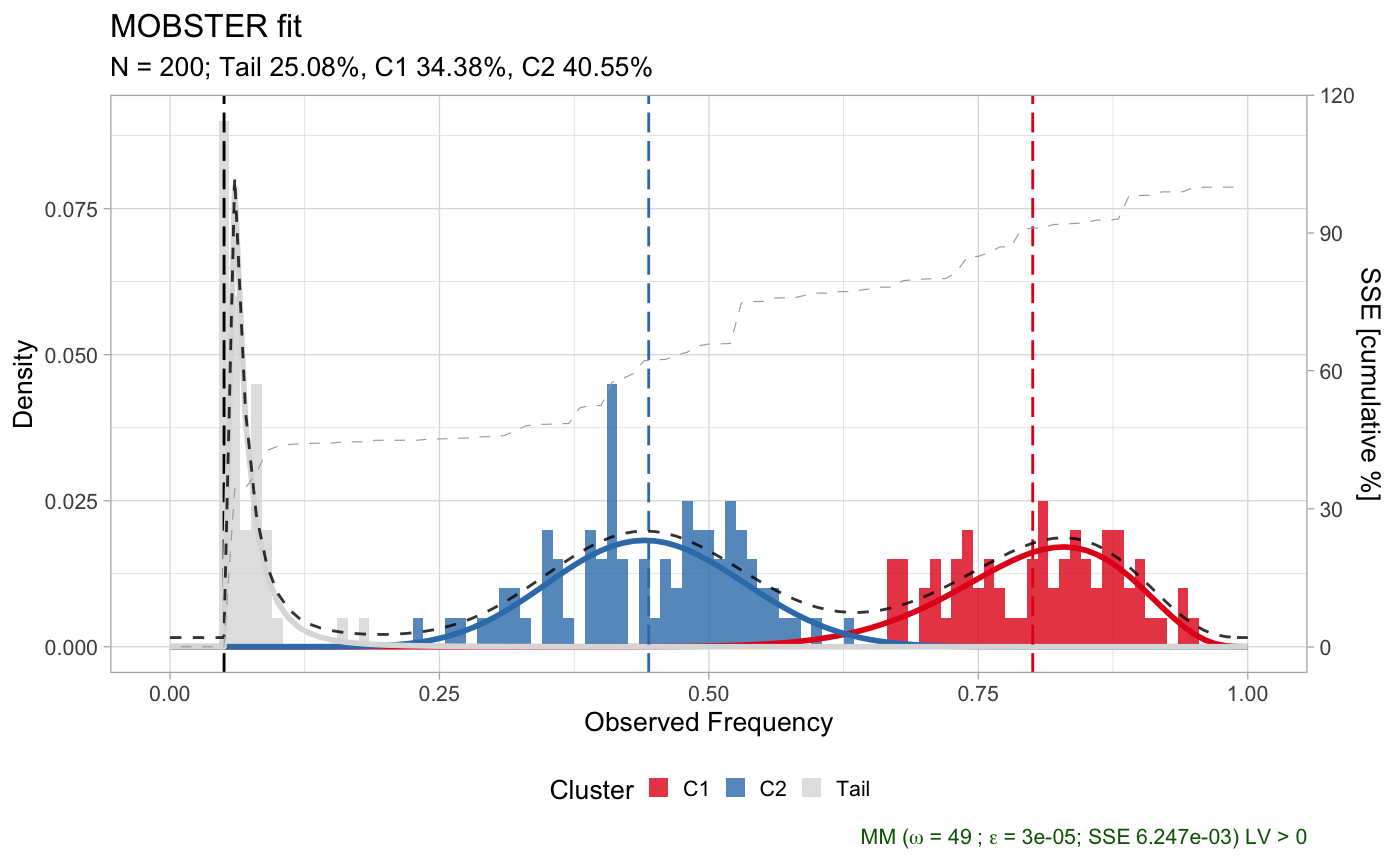 MOBSTER fit
N = 200; Tail 25.08%, C1 34.38%, C2 40.55%
120
0.075
90
0.050
60
0.025
30
0.000
0
Density
SSE [cumulative %]
0.00 0.25 0.50 0.75 1.00
Observed Frequency
Cluster C1 C2 Tail
MM (ω = 49 ; ε = 3e-05; SSE 6.247e-03) LV > 0